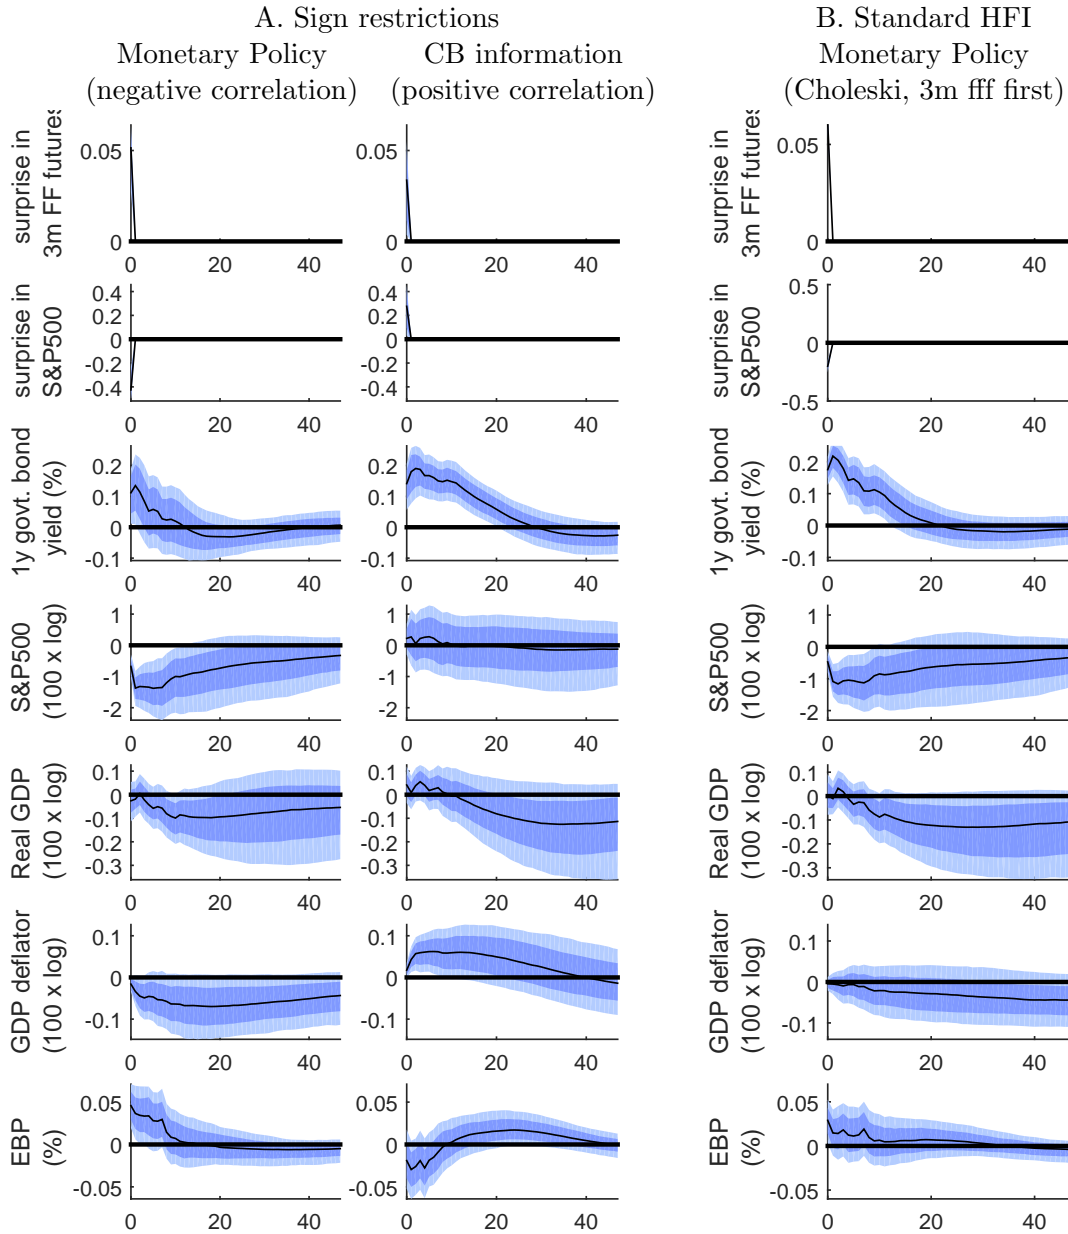 A. Sign restrictions
B. Standard HFI
Monetary Policy
(negative correlation)
CB information
(positive correlation)
Monetary Policy
(Choleski, 3m fff first)
surprise in
3m FF futures
0.05
0
0 20 40
0 20 40
surprise in
3m FF futures
0.05
0
0 20 40
surprise in
S&P500
0.4
0.2
0
-0.2
-0.4
0 20 40
0.4
0.2
0
-0.2
-0.4
0 20 40
surprise in
S&P500
0.5
0
-0.5
0 20 40
1y govt. bond
yield (%)
0.2
0.1
0
-0.1
0 20 40
0.2
0.1
0
-0.1
0 20 40
1y govt. bond
yield (%)
0.2
0.1
0
-0.1
0 20 40
S&P500
(100 x log)
1
0
-1
-2
0 20 40
1
0
-1
-2
0 20 40
S&P500
(100 x log)
1
0
-1
-2
0 20 40
Real GDP
(100 x log)
0.1
0
-0.1
-0.2
-0.3
0 20 40
0.1
0
-0.1
-0.2
-0.3
0 20 40
Real GDP
(100 x log)
0.1
0
-0.1
-0.2
-0.3
0 20 40
GDP deflator
(100 x log)
0.1
0
-0.1
0 20 40
0.1
0
-0.1
0 20 40
GDP deflator
(100 x log)
0.1
0
-0.1
0 20 40
EBP
(%)
0.05
0
-0.05
0 20 40
0.05
0
-0.05
0 20 40
EBP
(%)
0.05
0
-0.05
0 20 40